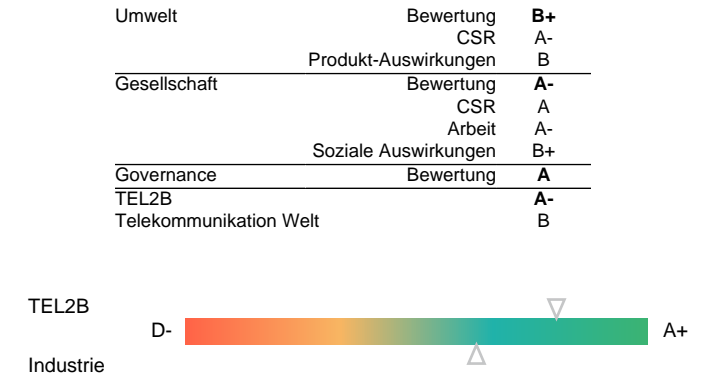 Umwelt Bewertung B+
CSR A-
Produkt-Auswirkungen B
Gesellschaft Bewertung A-
CSR A
Arbeit A-
Soziale Auswirkungen B+
Governance Bewertung A
TEL2B A-
Telekommunikation Welt B
TEL2B
D- A+
Industrie